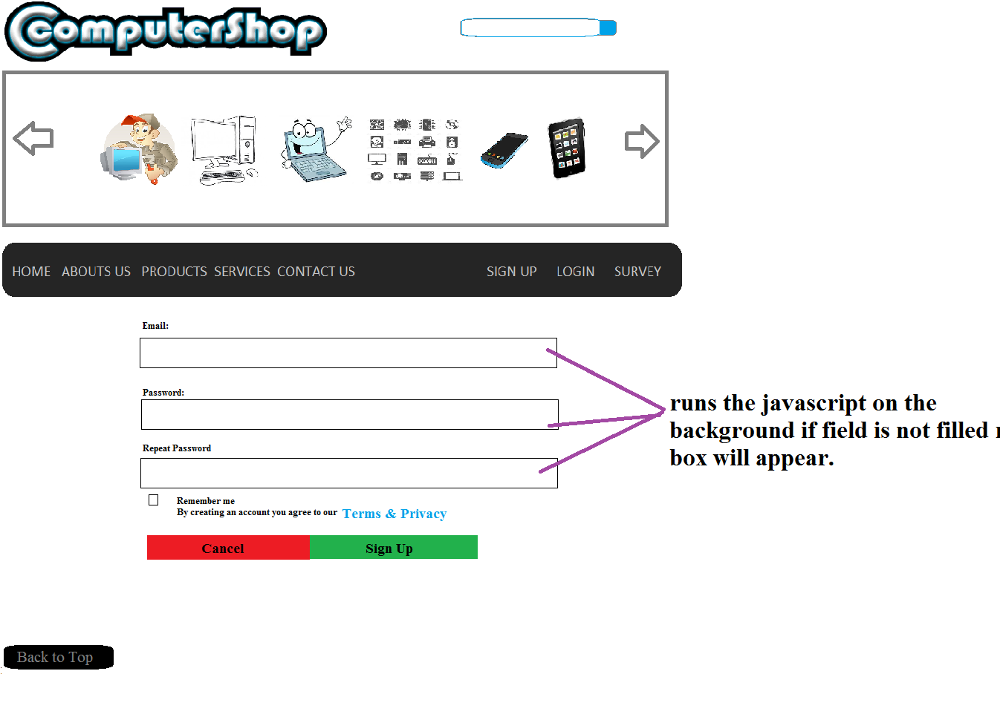 ComputerShop
HOME ABOUTS US PRODUCTS SERVICES CONTACT US SIGN UP LOGIN SURVEY
Email:
Password:
Repeat Password
Remember me
By creating an account you agree to our Terms & Privacy
Cancel Sign Up
runs the javascript on the
background if field is not filled
box will appear.
Back to Top